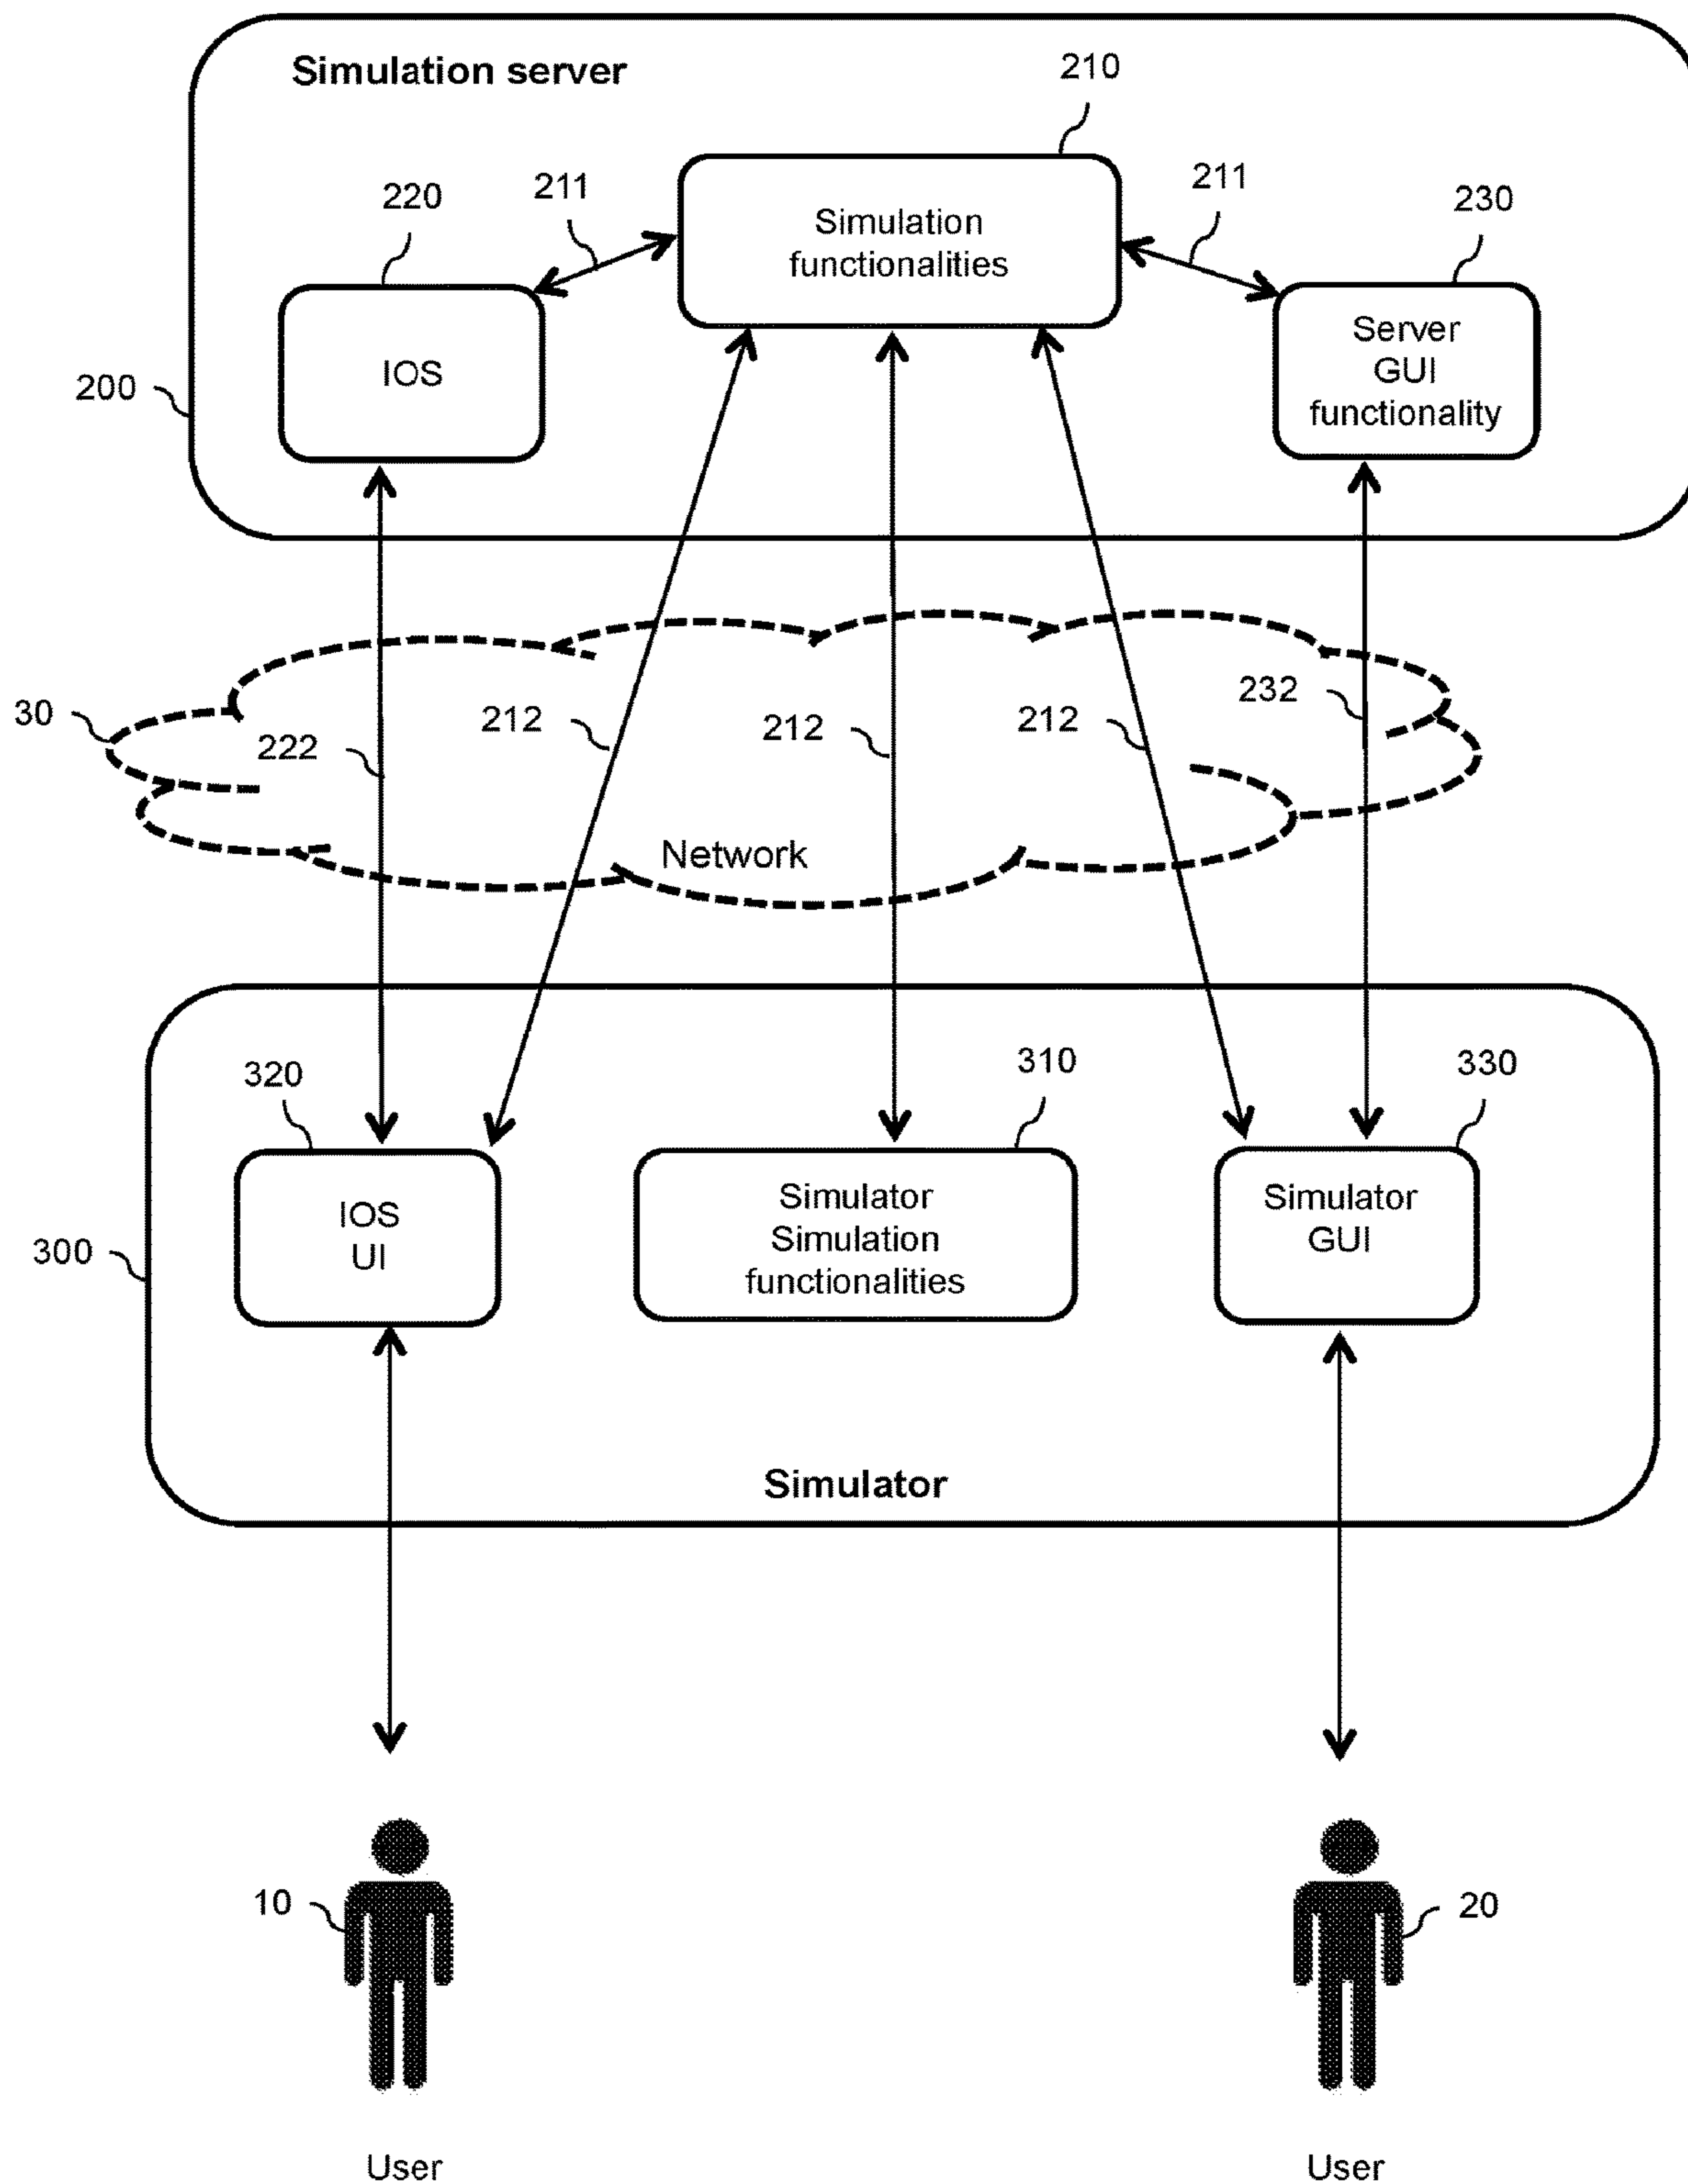 Simulation server
210
220
211
211
230
Simulation
functionalities
IOS
Server
GUI
functionality
200
30
222
212
212
212
232
Network
320
310
330
IOS
UI
Simulator
Simulation
functionalities
Simulator
GUI
300
Simulator
10
20
User
User